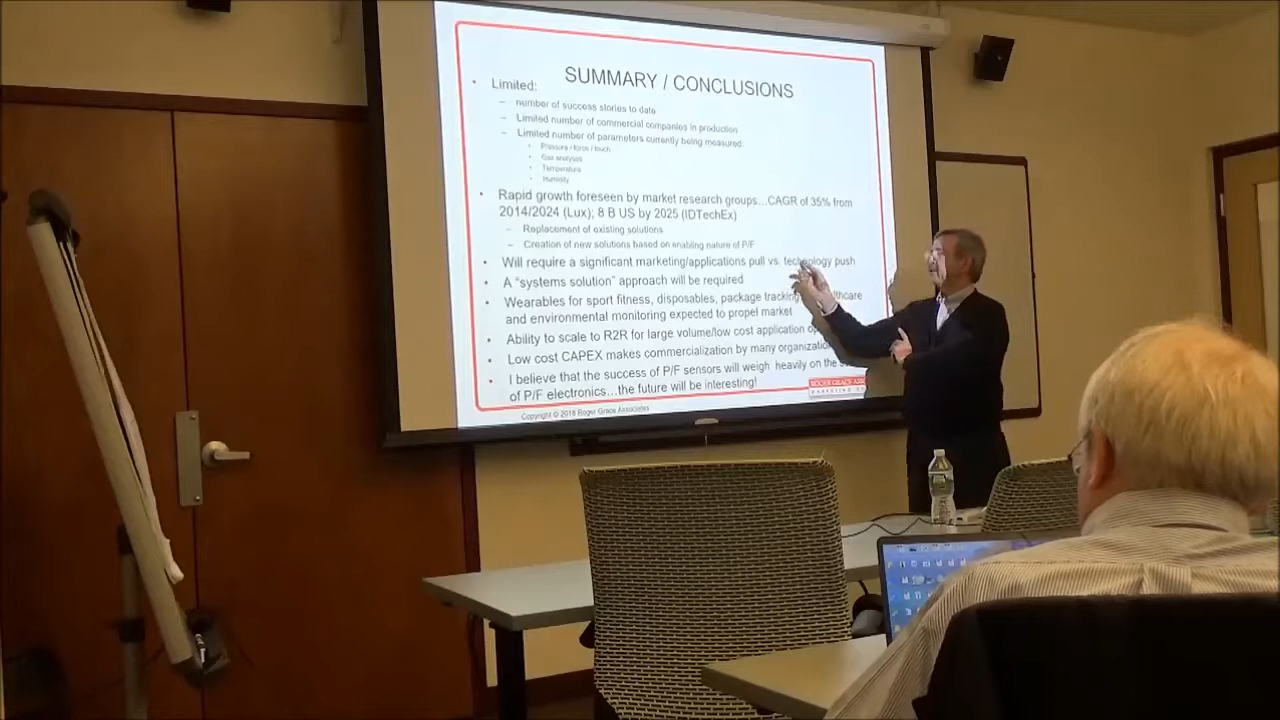 SUMMARY / CONCLUSIONS
• Limited:
– number of success stories to date
– Limited number of commercial companies in production
– Limited number of parameters currently being measured:
• Pressure / force / touch
• Gas analysis
• Temperature
• Humidity
• Rapid growth foreseen by market research groups…CAGR of 35% from
2014/2024 (Lux); 8 B US by 2025 (IDTechEx)
– Replacement of existing solutions
– Creation of new solutions based on enabling nature of P/F
• Will require a significant marketing/applications pull vs. technology push
• A “systems solution” approach will be required
• Wearables for sport fitness, disposables, package tracking
and environmental monitoring expected to propel market
• Ability to scale to R2R for large volume/low cost application
• Low cost CAPEX makes commercialization by many
• I believe that the success of P/F sensors will weigh heavily on the
of P/F electronics…the future will be interesting!
ROGER GRACE
Copyright © 2018 Roger Grace Associates